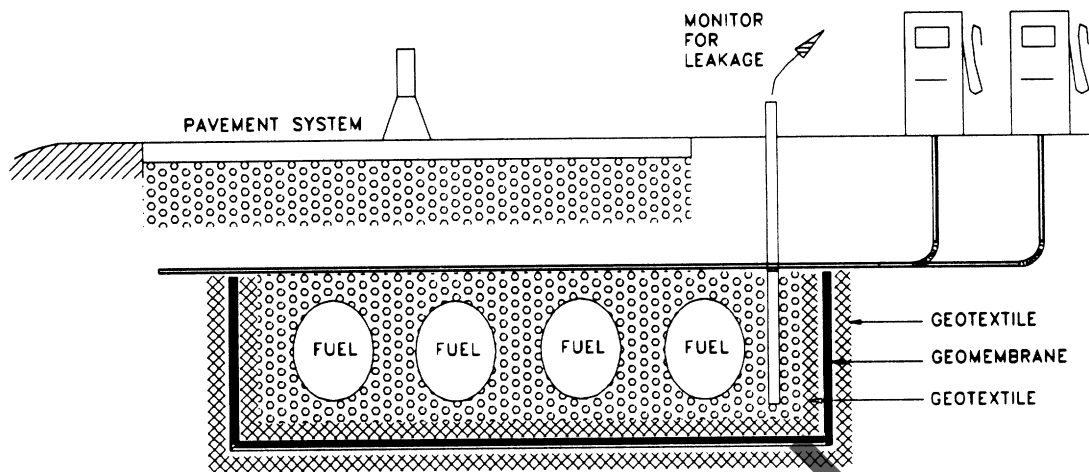 MONITOR
FOR
LEAKAGE
PAVEMENT SYSTEM
FUEL
FUEL
FUEL
FUEL
GEOTEXTILE
GEOMEMBRANE
GEOTEXTILE